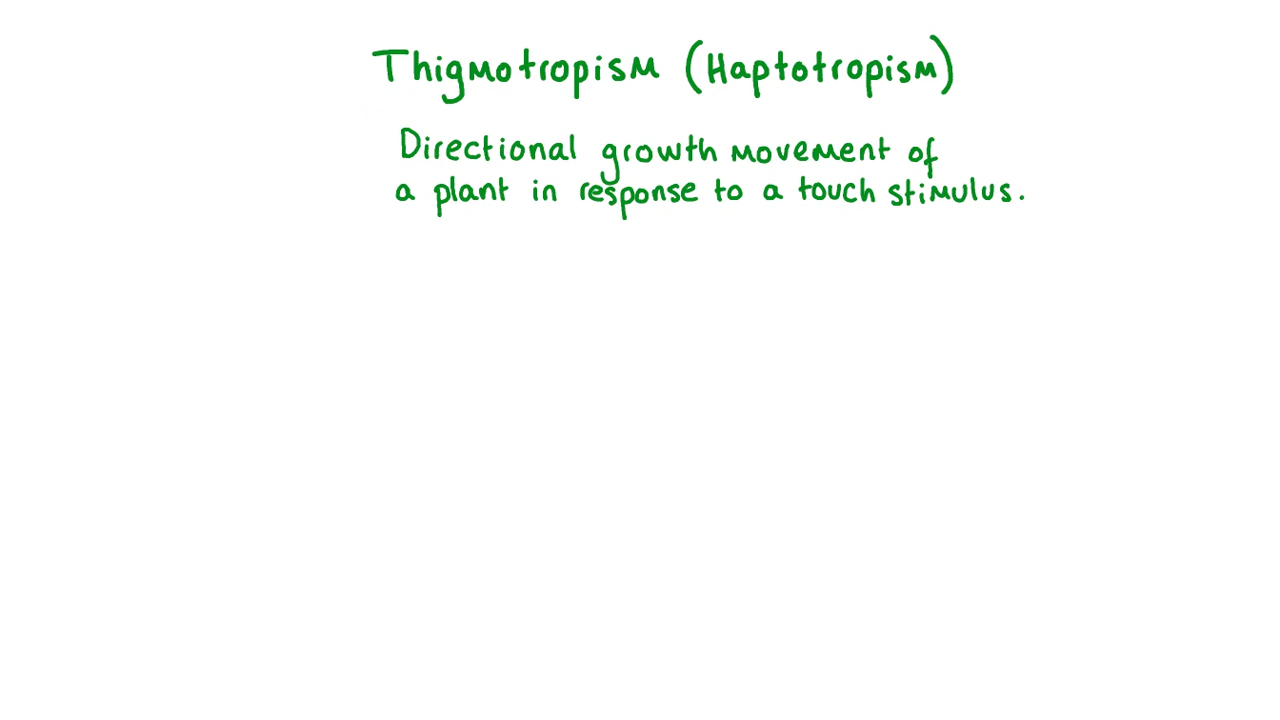 Thigmotropism (Haptotropism)
Directional growth movement of
a plant in response to a touch stimulus.